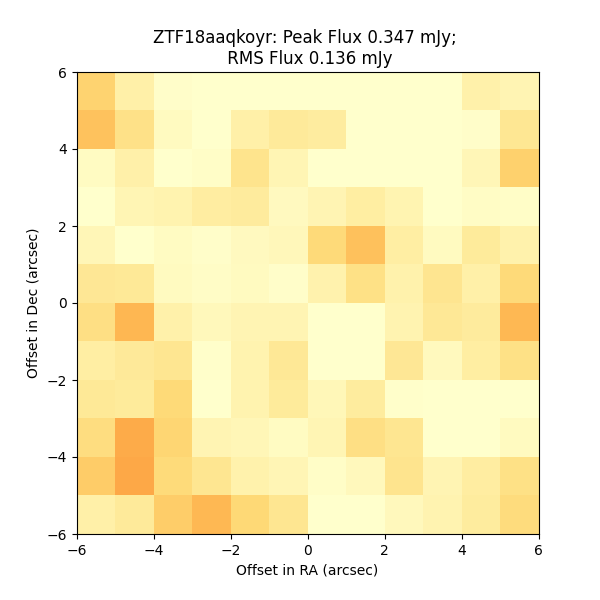 ZTF18aaqkoyr: Peak Flux 0.347 mJy;
RMS Flux 0.136 mJy
6
4
2
0
−2
−4
−6
Offset in Dec (arcsec)
−6 −4 −2 0 2 4 6
Offset in RA (arcsec)